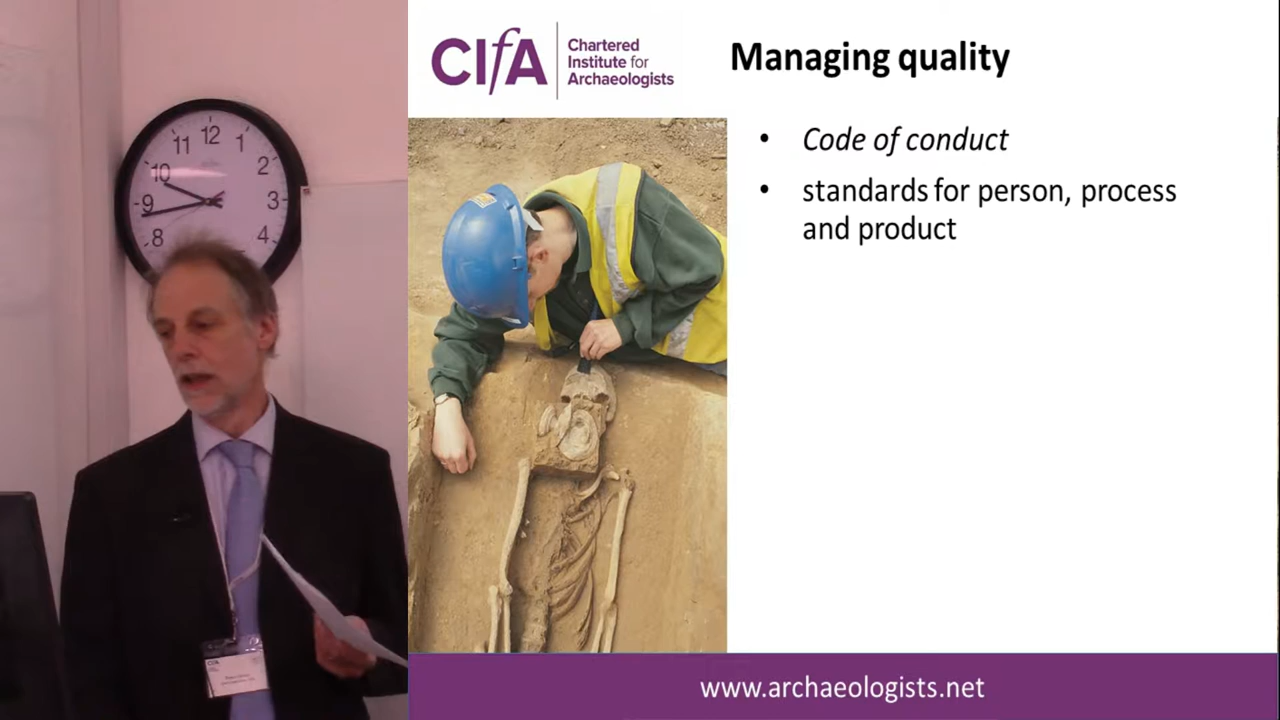 CIfA
Chartered
Institute for
Archaeologists
Managing quality
• Code of conduct
• standards for person, process
and product
www.archaeologists.net
11 12 1
10 2
9 3
8 4
CIfA